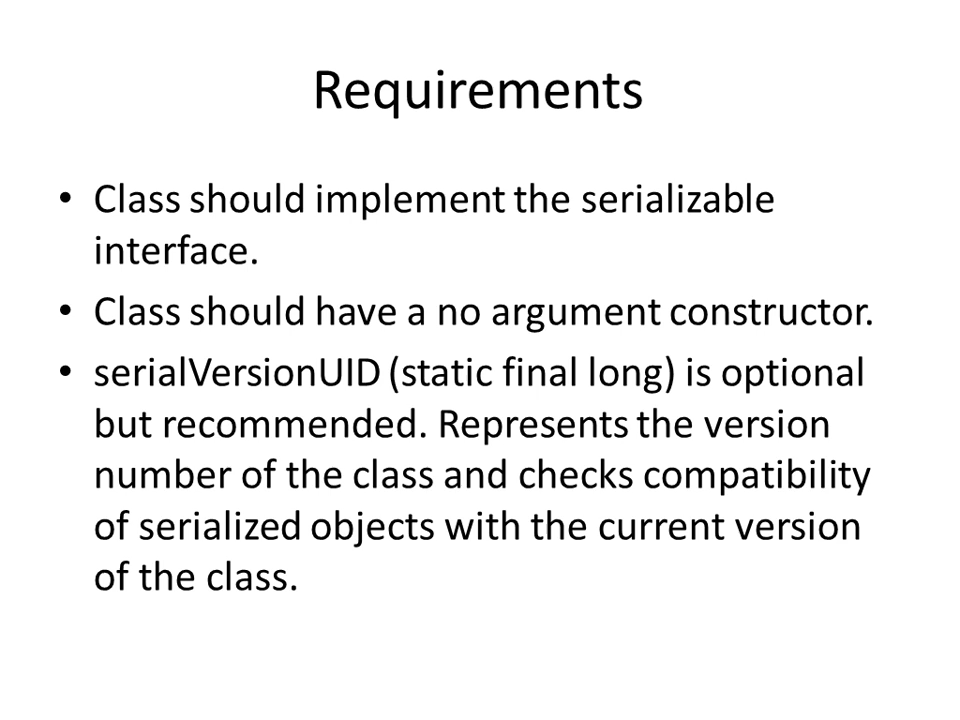 Requirements
• Class should implement the serializable
interface.
• Class should have a no argument constructor.
• serialVersionUID (static final long) is optional
but recommended. Represents the version
number of the class and checks compatibility
of serialized objects with the current version
of the class.